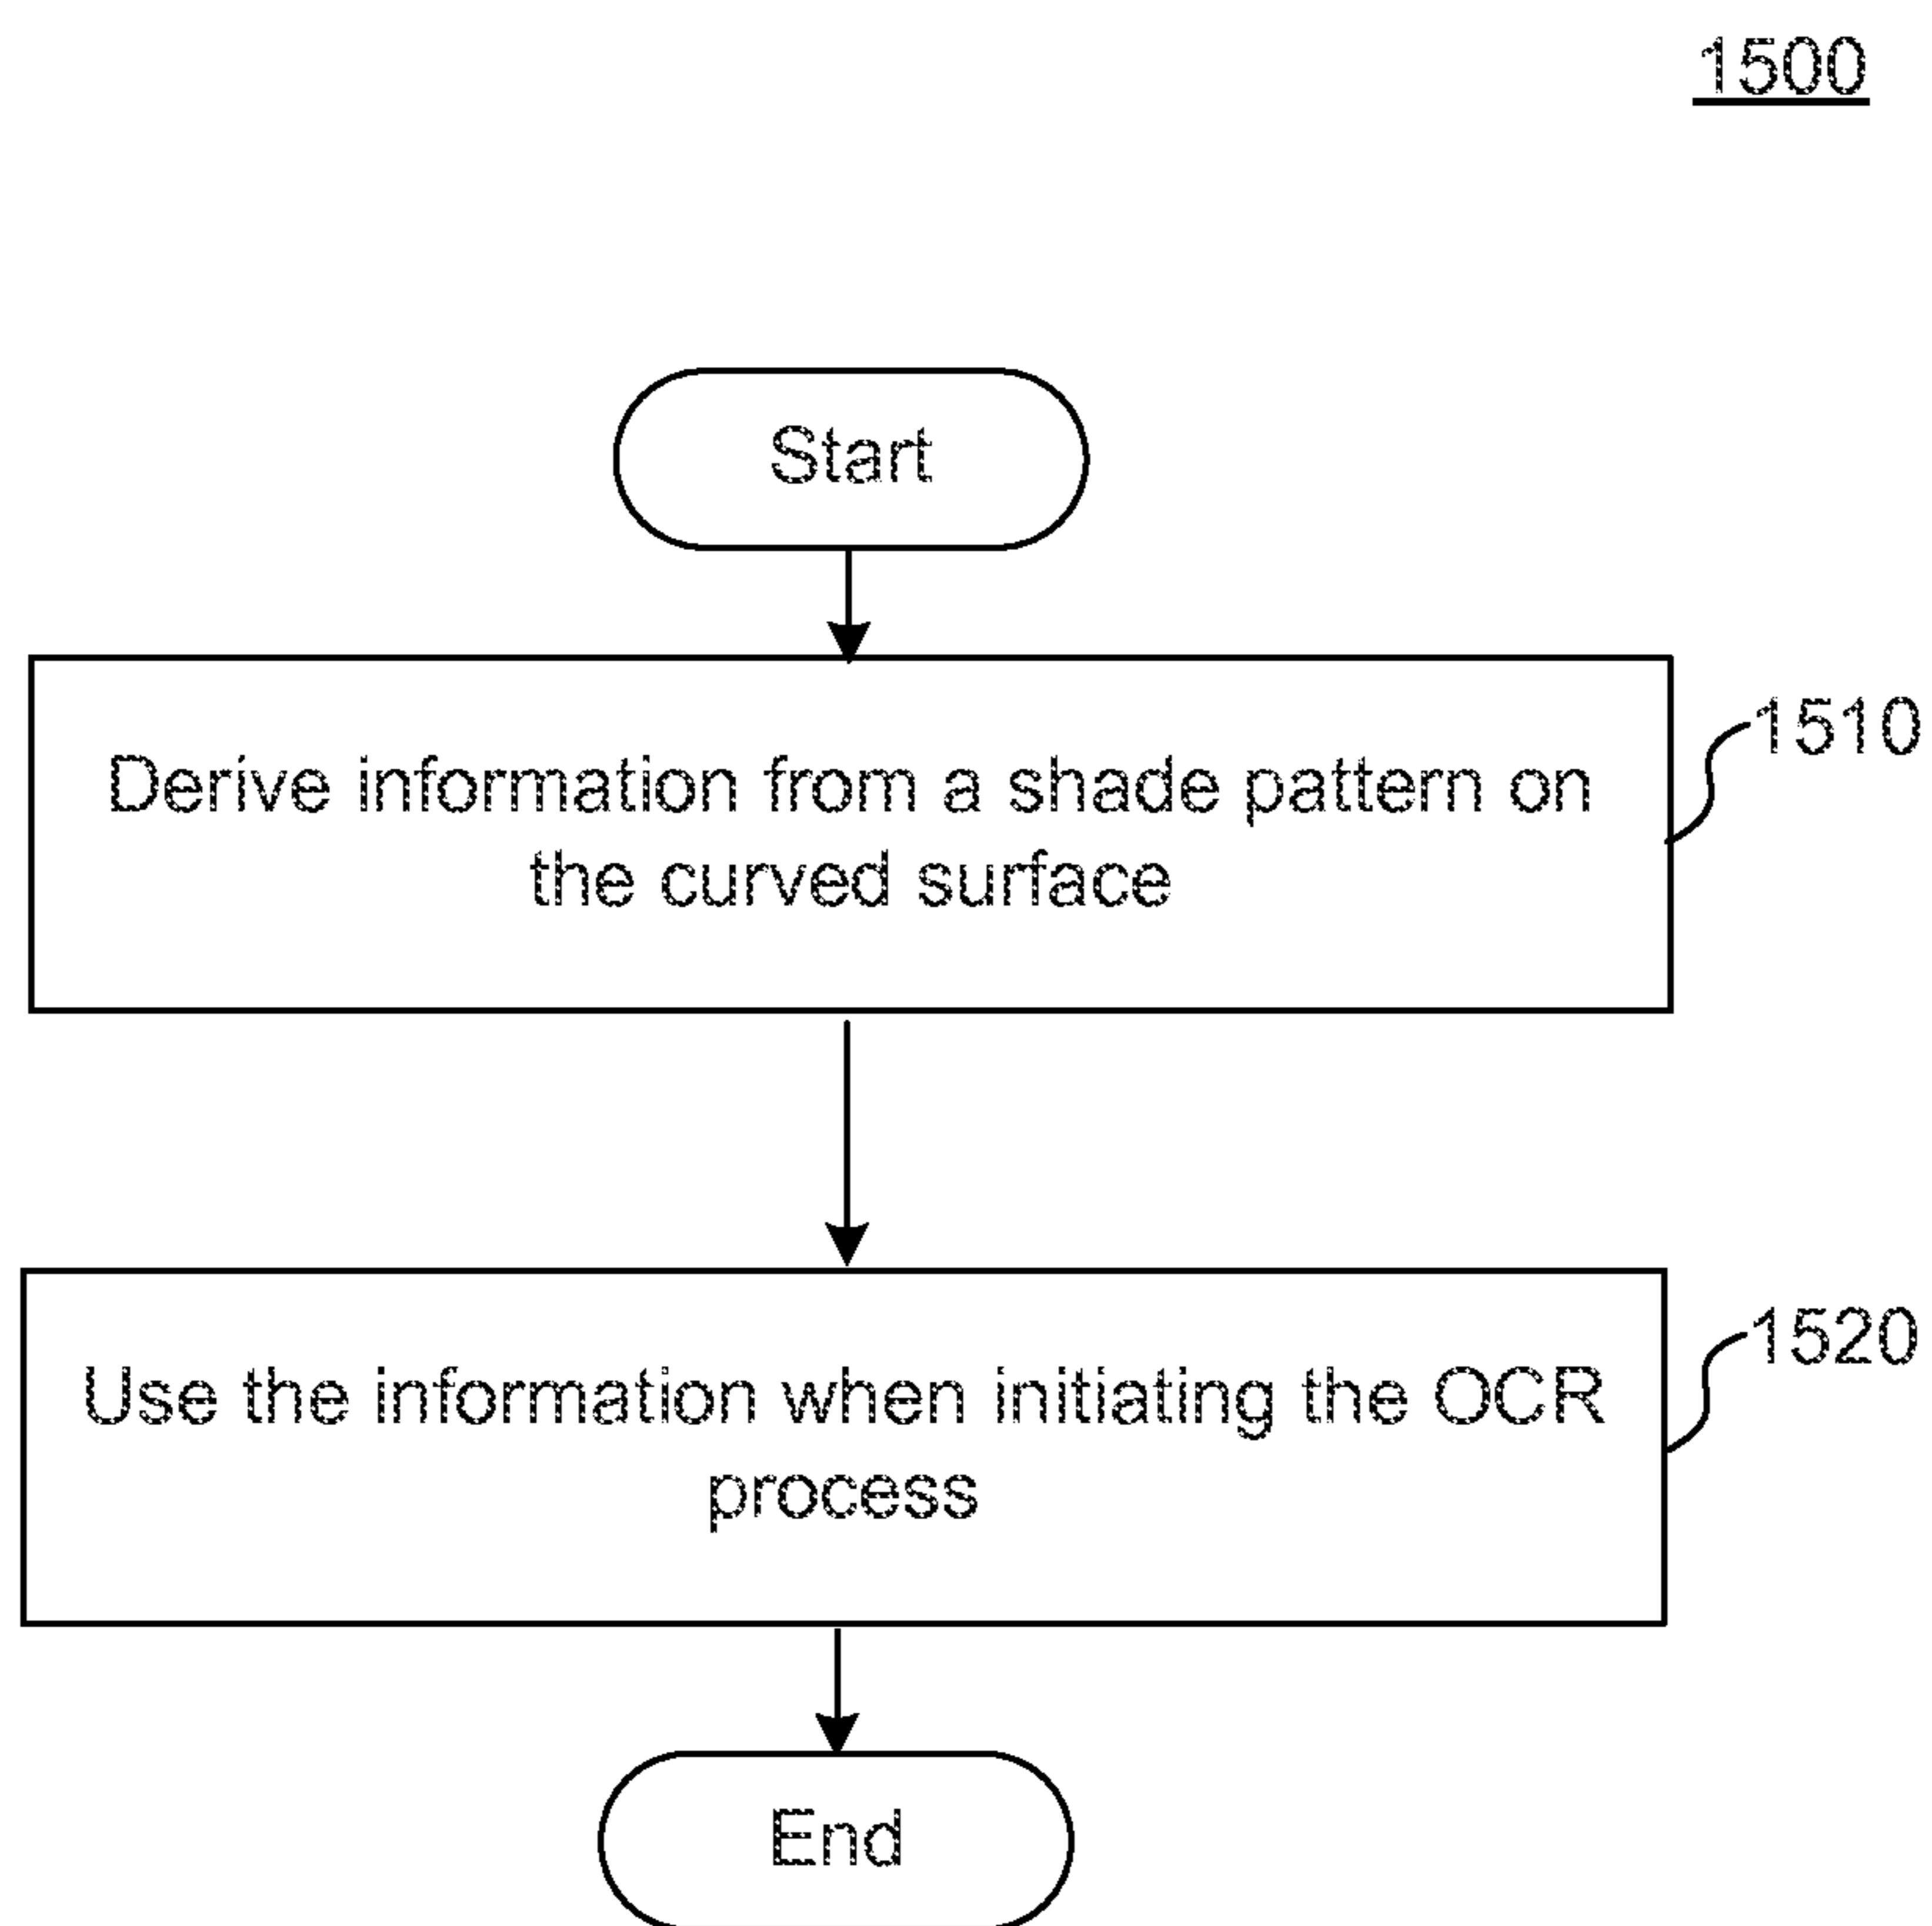 1500
Start
1510
Derive information from a shade pattern on
the curved surface
1520
Use the information when initiating the OCR
process
End